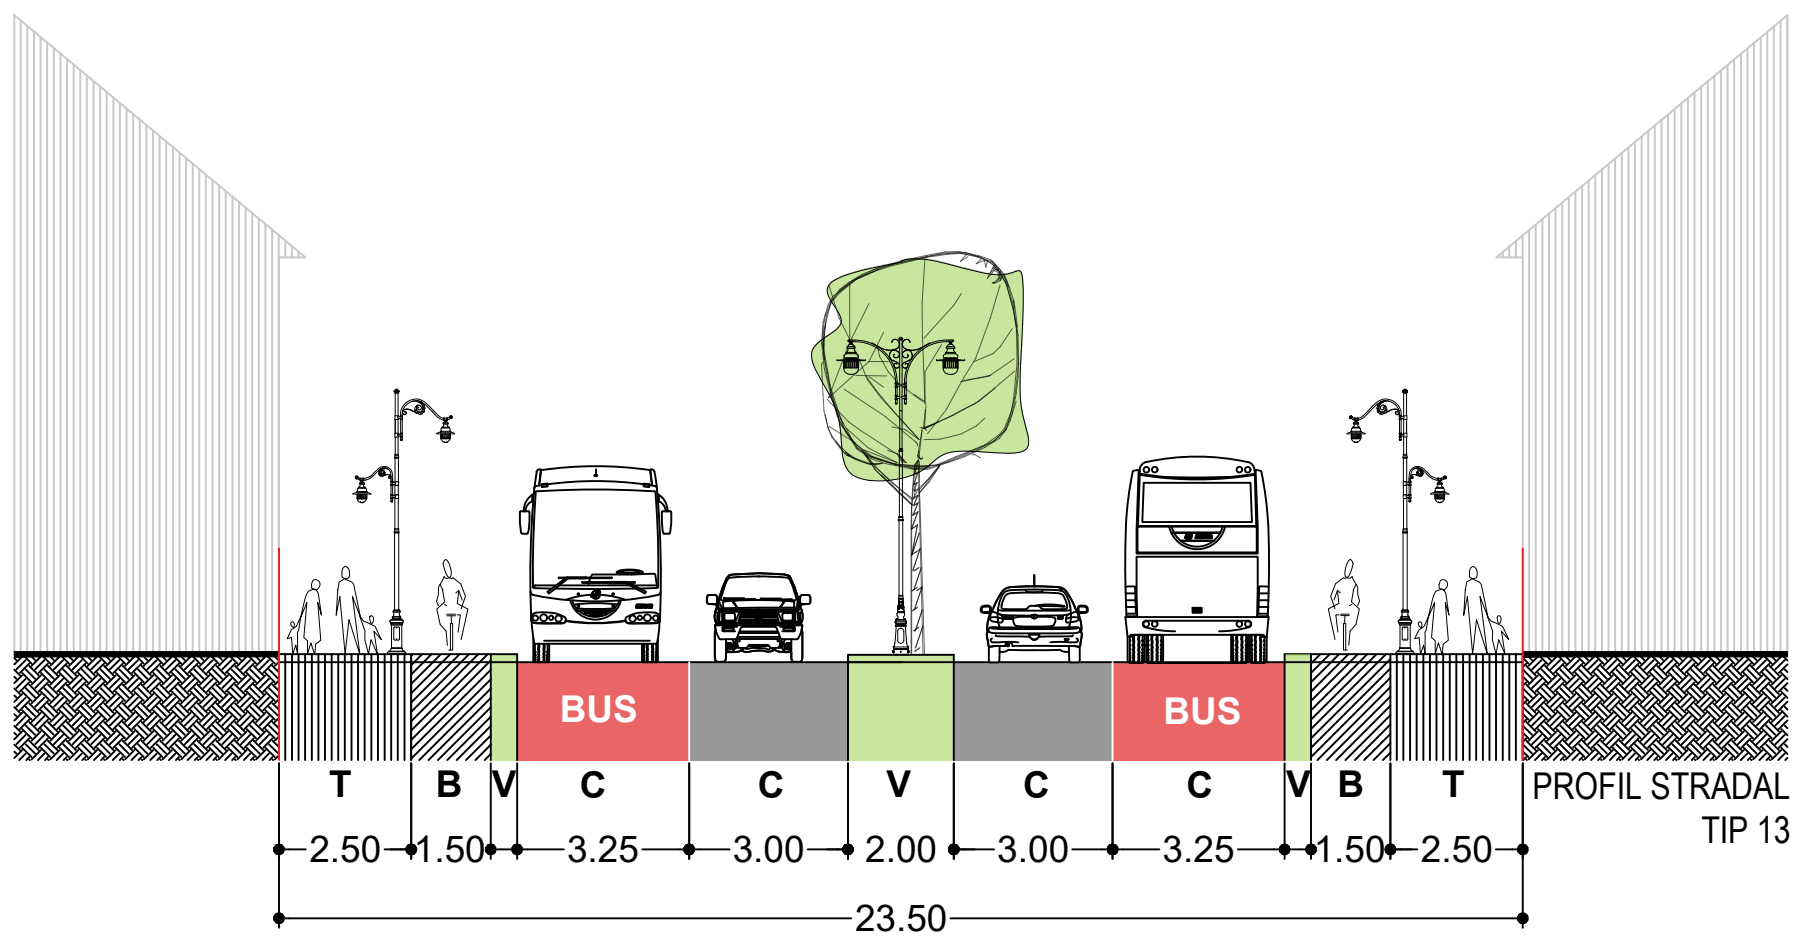 BUS BUS
T B V C C V C C V B T
PROFIL STRADAL
TIP 13
2.50 1.50 3.25 3.00 2.00 3.00 3.25 1.50 2.50
23.50